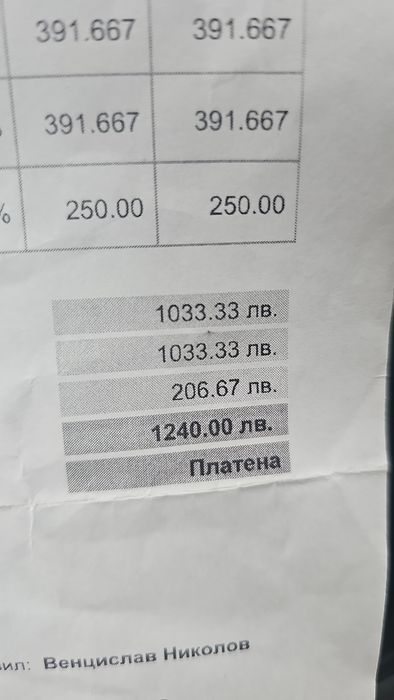 391.667 391.667
391.667 391.667
% 250.00 250.00
1033.33 лв.
1033.33 лв.
206.67 лв.
1240.00 лв.
Платена
вил: Венцислав Николов